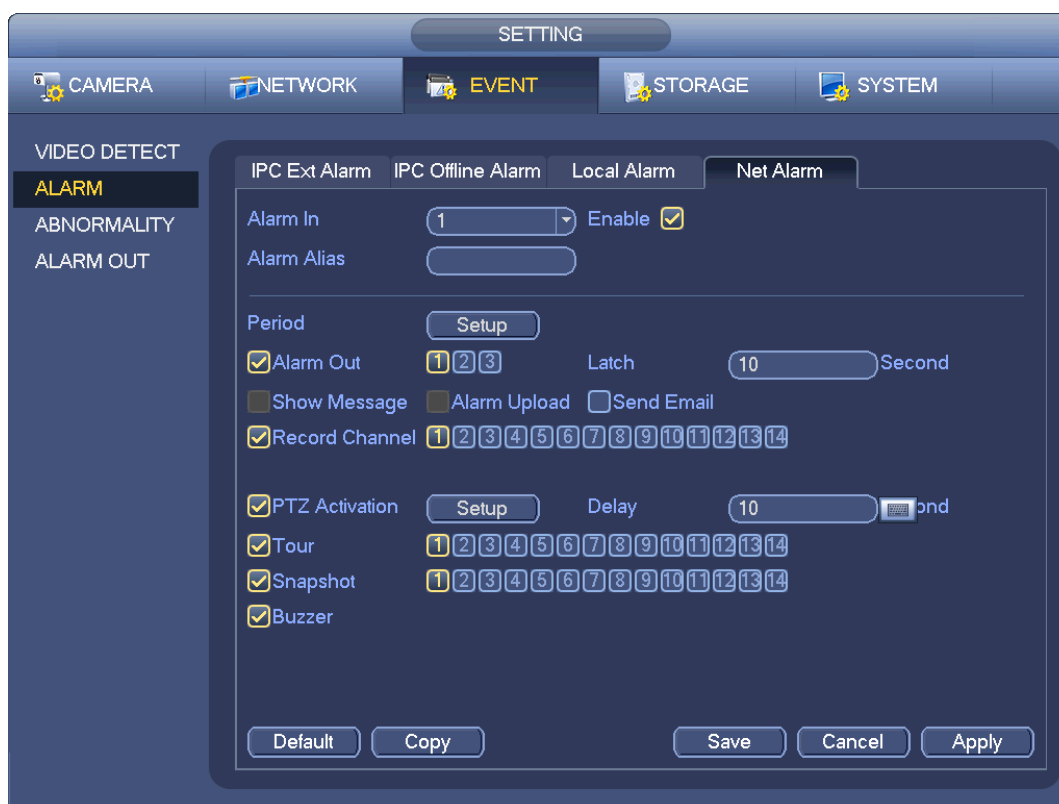 SETTING
CAMERA NETWORK EVENT STORAGE SYSTEM
VIDEO DETECT
ALARM
ABNORMALITY
ALARM OUT
IPC Ext Alarm IPC Offline Alarm Local Alarm Net Alarm
Alarm In 1 Enable
Alarm Alias
Period Setup
Alarm Out 1 2 3 Latch 10 Second
Show Message Alarm Upload Send Email
Record Channel 1 2 3 4 5 6 7 8 9 10 11 12 13 14
PTZ Activation Setup Delay 10 ond
Tour 1 2 3 4 5 6 7 8 9 10 11 12 13 14
Snapshot 1 2 3 4 5 6 7 8 9 10 11 12 13 14
Buzzer
Default Copy Save Cancel Apply